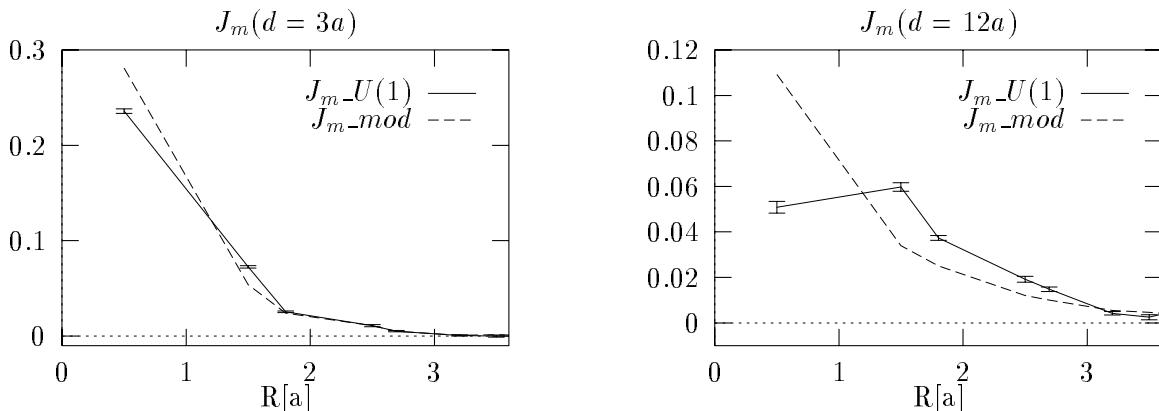 J_m(d = 3a)
0.3
0.2
0.1
0
J_m_U(1)
J_m_mod
0 1 2 3
R[a]
J_m(d = 12a)
0.12
0.1
0.08
0.06
0.04
0.02
0
J_m_U(1)
J_m_mod
0 1 2 3
R[a]